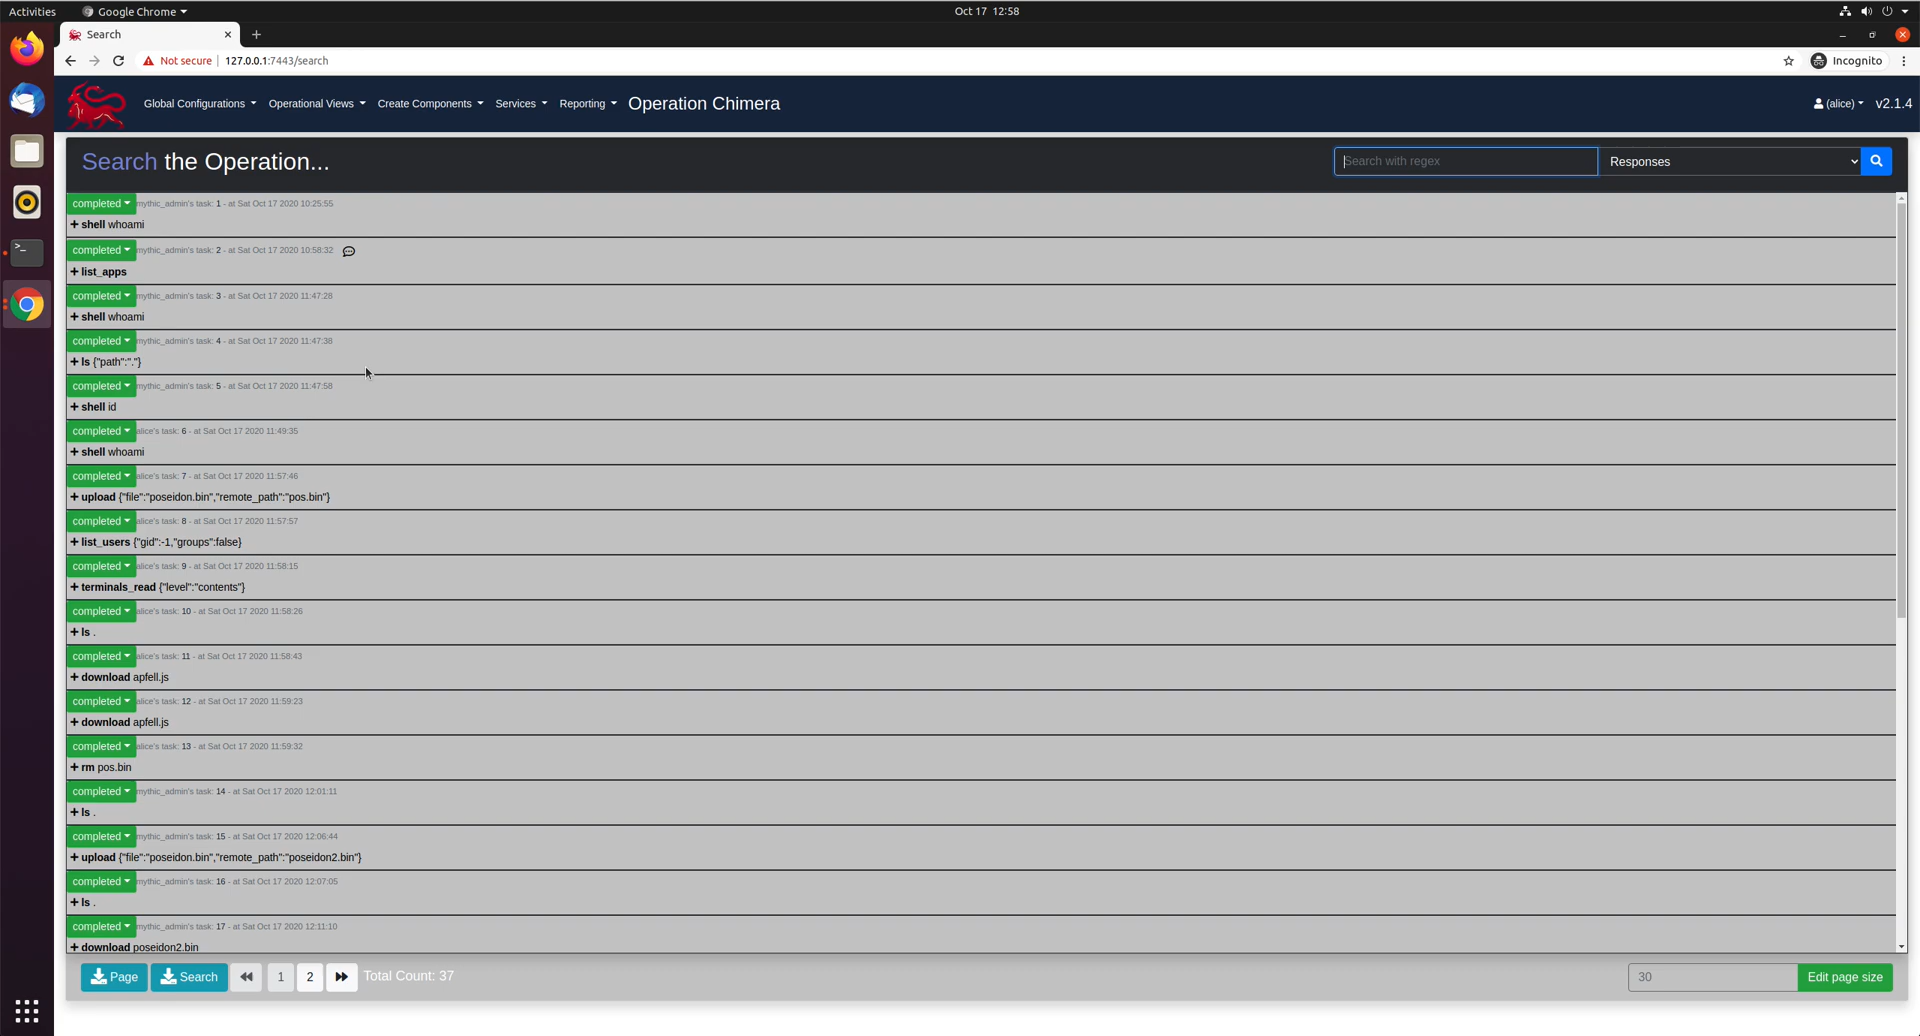 Activities Google Chrome Oct 17 12:58
Search
Not secure 127.0.0.1:7443/search Incognito
Global Configurations Operational Views Create Components Services Reporting Operation Chimera (alice) v2.1.4
Search the Operation... Search with regex Responses
completed mythic_admin's task: 1 - at Sat Oct 17 2020 10:25:55
+ shell whoami
completed mythic_admin's task: 2 - at Sat Oct 17 2020 10:58:32
+ list_apps
completed mythic_admin's task: 3 - at Sat Oct 17 2020 11:47:28
+ shell whoami
completed mythic_admin's task: 4 - at Sat Oct 17 2020 11:47:38
+ ls {"path":"."}
completed mythic_admin's task: 5 - at Sat Oct 17 2020 11:47:58
+ shell id
completed alice's task: 6 - at Sat Oct 17 2020 11:49:35
+ shell whoami
completed alice's task: 7 - at Sat Oct 17 2020 11:57:46
+ upload {"file":"poseidon.bin","remote_path":"pos.bin"}
completed alice's task: 8 - at Sat Oct 17 2020 11:57:57
+ list_users {"gid":-1,"groups":false}
completed alice's task: 9 - at Sat Oct 17 2020 11:58:15
+ terminals_read {"level":"contents"}
completed alice's task: 10 - at Sat Oct 17 2020 11:58:26
+ ls .
completed alice's task: 11 - at Sat Oct 17 2020 11:58:43
+ download apfell.js
completed alice's task: 12 - at Sat Oct 17 2020 11:59:23
+ download apfell.js
completed alice's task: 13 - at Sat Oct 17 2020 11:59:32
+ rm pos.bin
completed mythic_admin's task: 14 - at Sat Oct 17 2020 12:01:11
+ ls .
completed mythic_admin's task: 15 - at Sat Oct 17 2020 12:06:44
+ upload {"file":"poseidon.bin","remote_path":"poseidon2.bin"}
completed mythic_admin's task: 16 - at Sat Oct 17 2020 12:07:05
+ ls .
completed mythic_admin's task: 17 - at Sat Oct 17 2020 12:11:10
+ download poseidon2.bin
Page Search 1 2 Total Count: 37 30 Edit page size